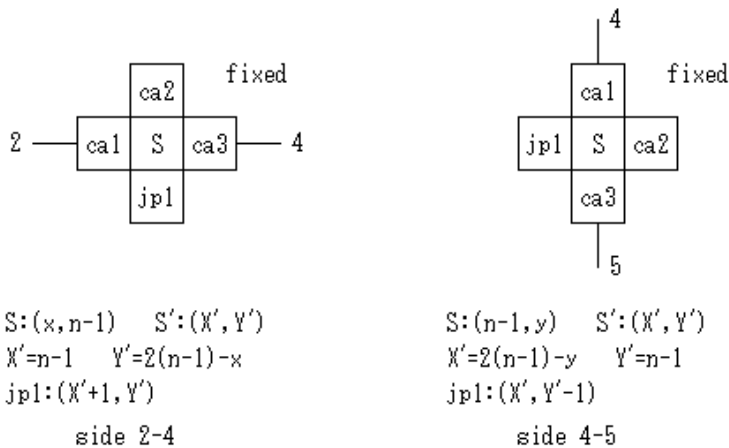 fixed
ca2
2 ca1 S ca3 4
jp1
S:(x,n-1) S′:(X′,Y′)
X′=n-1 Y′=2(n-1)-x
jp1:(X′+1,Y′)
side 2-4
4
fixed
ca1
jp1 S ca2
ca3
5
S:(n-1,y) S′:(X′,Y′)
X′=2(n-1)-y Y′=n-1
jp1:(X′,Y′-1)
side 4-5